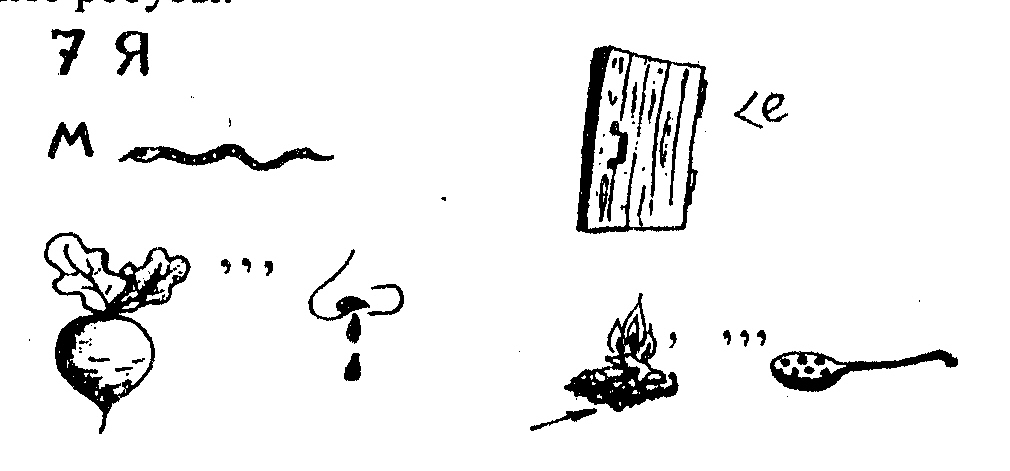 7 Я
<е
М
,,,
, ,,,